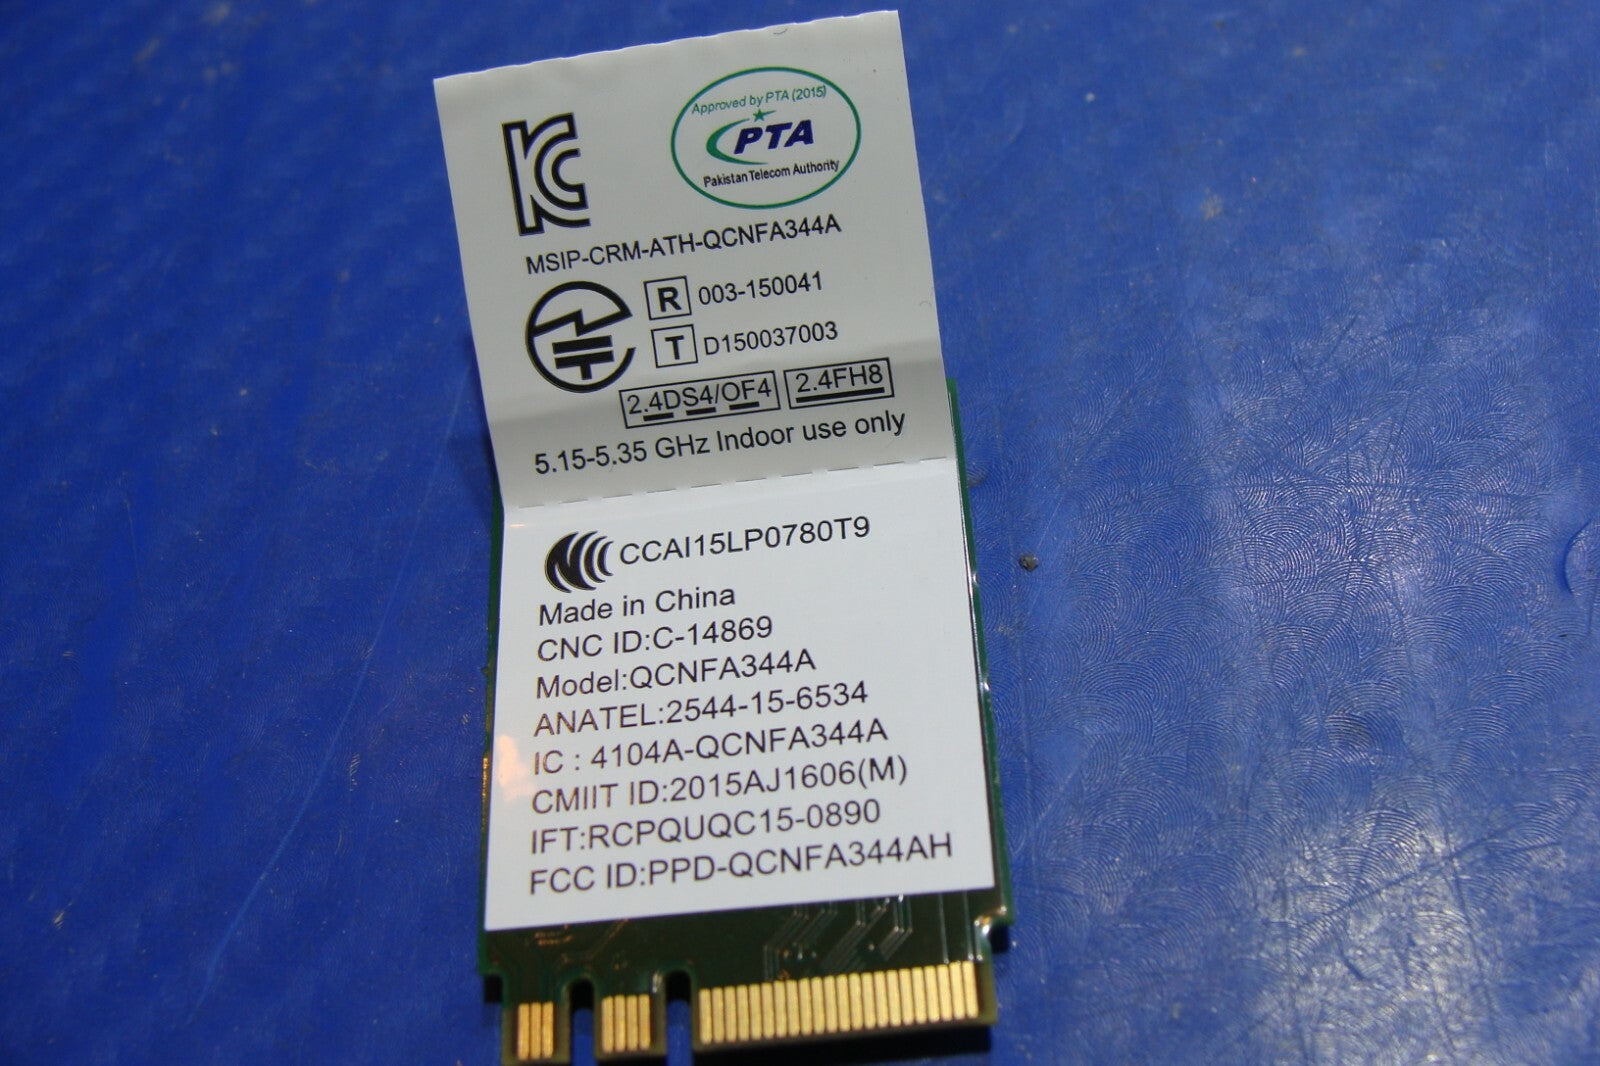 Approved by PTA (2015)
PTA
Pakistan Telecom Authority
MSIP-CRM-ATH-QCNFA344A
R 003-150041
T D150037003
2.4DS4/OF4 2.4FH8
5.15-5.35 GHz Indoor use only
CCAI15LP0780T9
Made in China
CNC ID:C-14869
Model:QCNFA344A
ANATEL:2544-15-6534
IC : 4104A-QCNFA344A
CMIIT ID:2015AJ1606(M)
IFT:RCPQUQC15-0890
FCC ID:PPD-QCNFA344AH